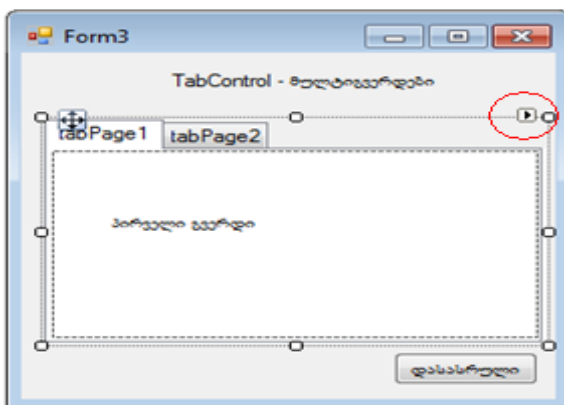 Form3
TabControl - მულტიგვერდები
tabPage1 tabPage2
პირველი გვერდი
დასასრული